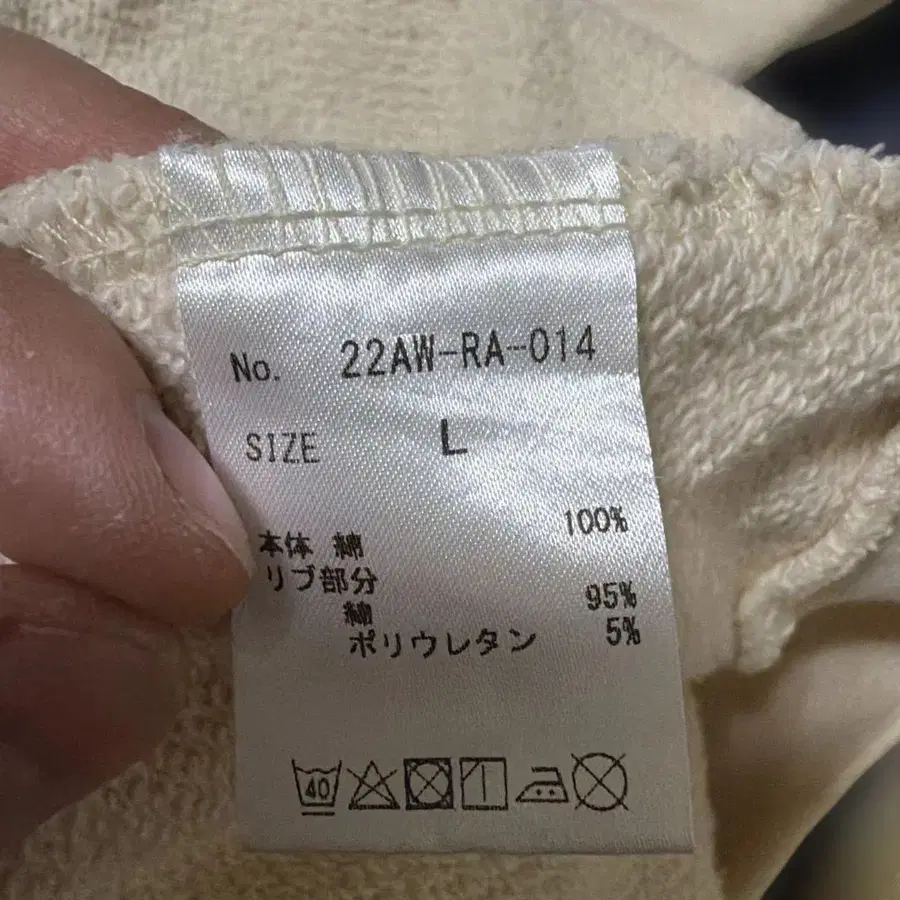 No. 22AW-RA-014
SIZE L
本体 綿 100%
リブ部分
綿 95%
ポリウレタン 5%
40